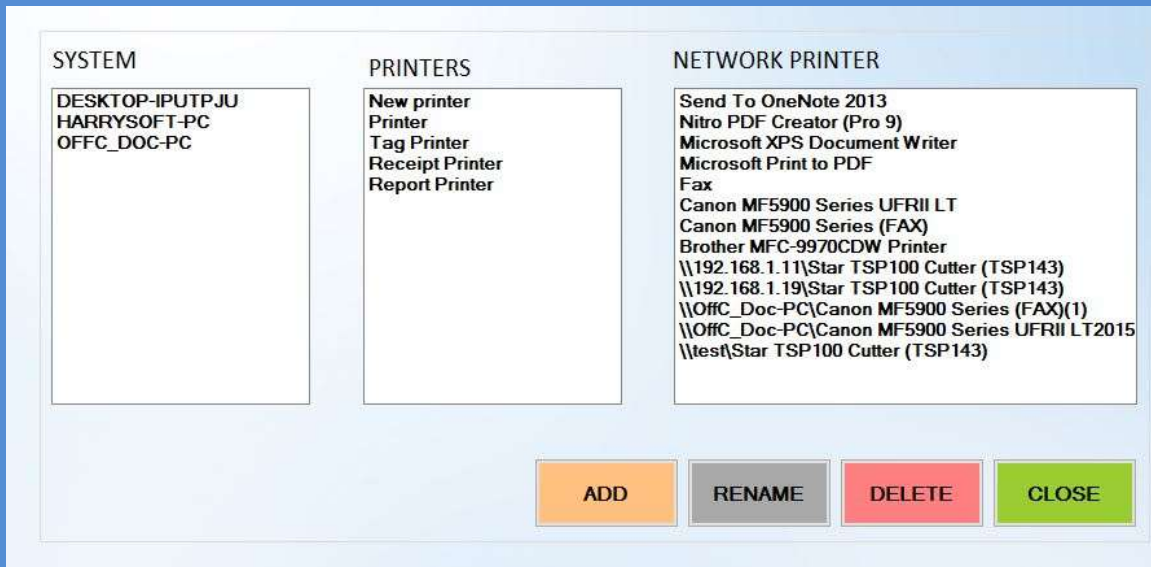 SYSTEM
DESKTOP-IPUTPJU
HARRYSOFT-PC
OFFC_DOC-PC
PRINTERS
New printer
Printer
Tag Printer
Receipt Printer
Report Printer
NETWORK PRINTER
Send To OneNote 2013
Nitro PDF Creator (Pro 9)
Microsoft XPS Document Writer
Microsoft Print to PDF
Fax
Canon MF5900 Series UFRII LT
Canon MF5900 Series (FAX)
Brother MFC-9970CDW Printer
\\192.168.1.11\Star TSP100 Cutter (TSP143)
\\192.168.1.19\Star TSP100 Cutter (TSP143)
\\OffC_Doc-PC\Canon MF5900 Series (FAX)(1)
\\OffC_Doc-PC\Canon MF5900 Series UFRII LT2015
\\test\Star TSP100 Cutter (TSP143)
ADD
RENAME
DELETE
CLOSE